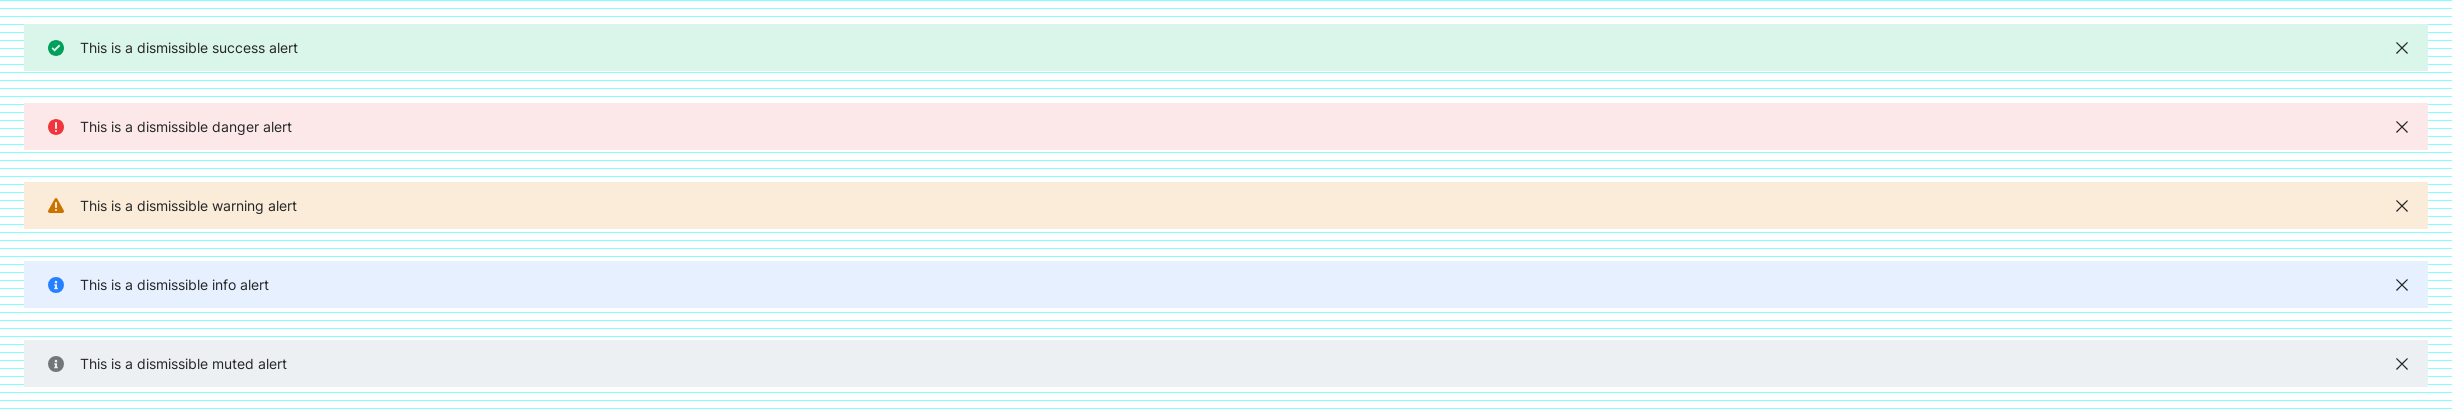 This is a dismissible success alert
This is a dismissible danger alert
This is a dismissible warning alert
This is a dismissible info alert
This is a dismissible muted alert